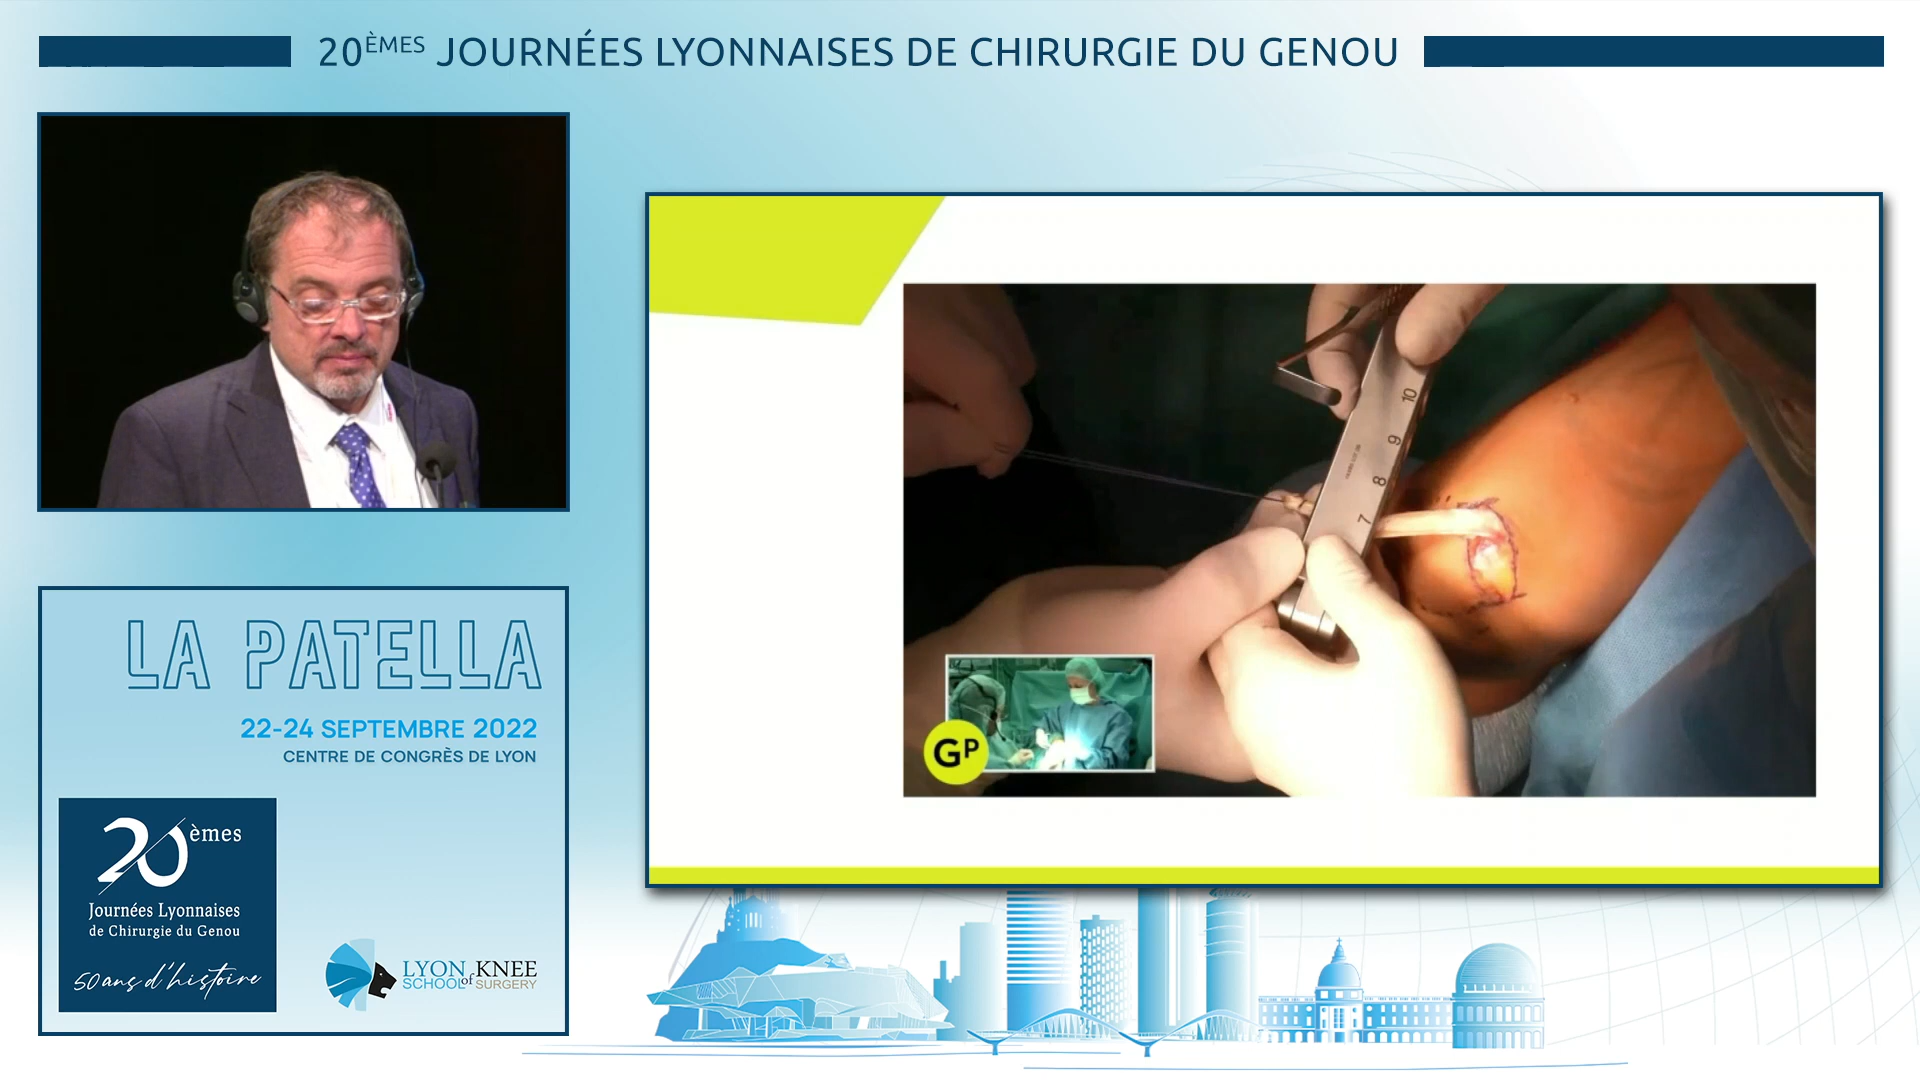 20ÈMES JOURNÉES LYONNAISES DE CHIRURGIE DU GENOU
10
9
8
7
GP
LA PATELLA
22-24 SEPTEMBRE 2022
CENTRE DE CONGRÈS DE LYON
20èmes
Journées Lyonnaises
de Chirurgie du Genou
50 ans d'histoire
LYON KNEE
SCHOOL of SURGERY